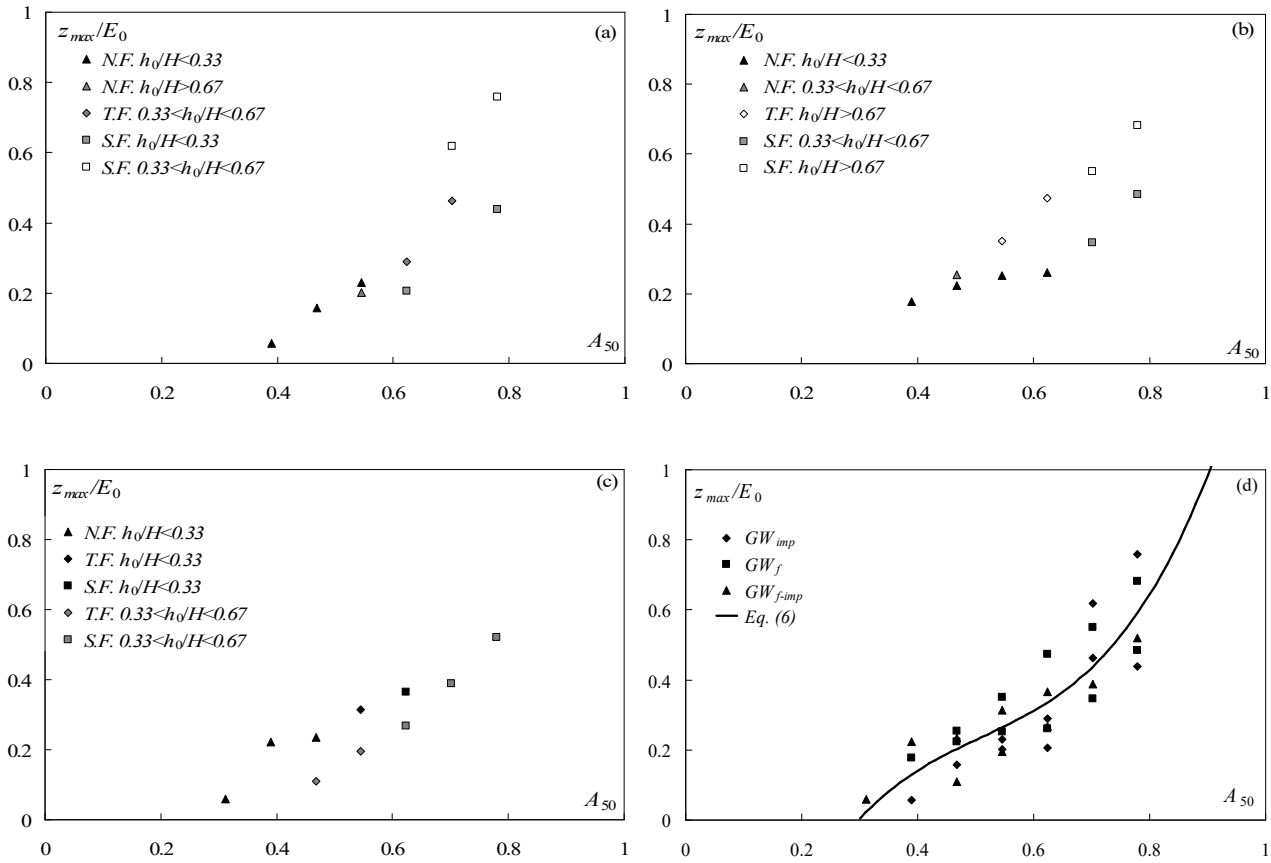 1
z_max/E_0
(a)
N.F. h_0/H<0.33
N.F. h_0/H>0.67
T.F. 0.33<h_0/H<0.67
S.F. h_0/H<0.33
S.F. 0.33<h_0/H<0.67
0.8
0.6
0.4
0.2
0
A_50
0 0.2 0.4 0.6 0.8 1
1
z_max/E_0
(b)
N.F. h_0/H<0.33
N.F. 0.33<h_0/H<0.67
T.F. h_0/H>0.67
S.F. 0.33<h_0/H<0.67
S.F. h_0/H>0.67
0.8
0.6
0.4
0.2
0
A_50
0 0.2 0.4 0.6 0.8 1
1
z_max/E_0
(c)
N.F. h_0/H<0.33
T.F. h_0/H<0.33
S.F. h_0/H<0.33
T.F. 0.33<h_0/H<0.67
S.F. 0.33<h_0/H<0.67
0.8
0.6
0.4
0.2
0
A_50
0 0.2 0.4 0.6 0.8 1
1
z_max/E_0
(d)
GW_imp
GW_f
GW_f-imp
Eq. (6)
0.8
0.6
0.4
0.2
0
A_50
0 0.2 0.4 0.6 0.8 1